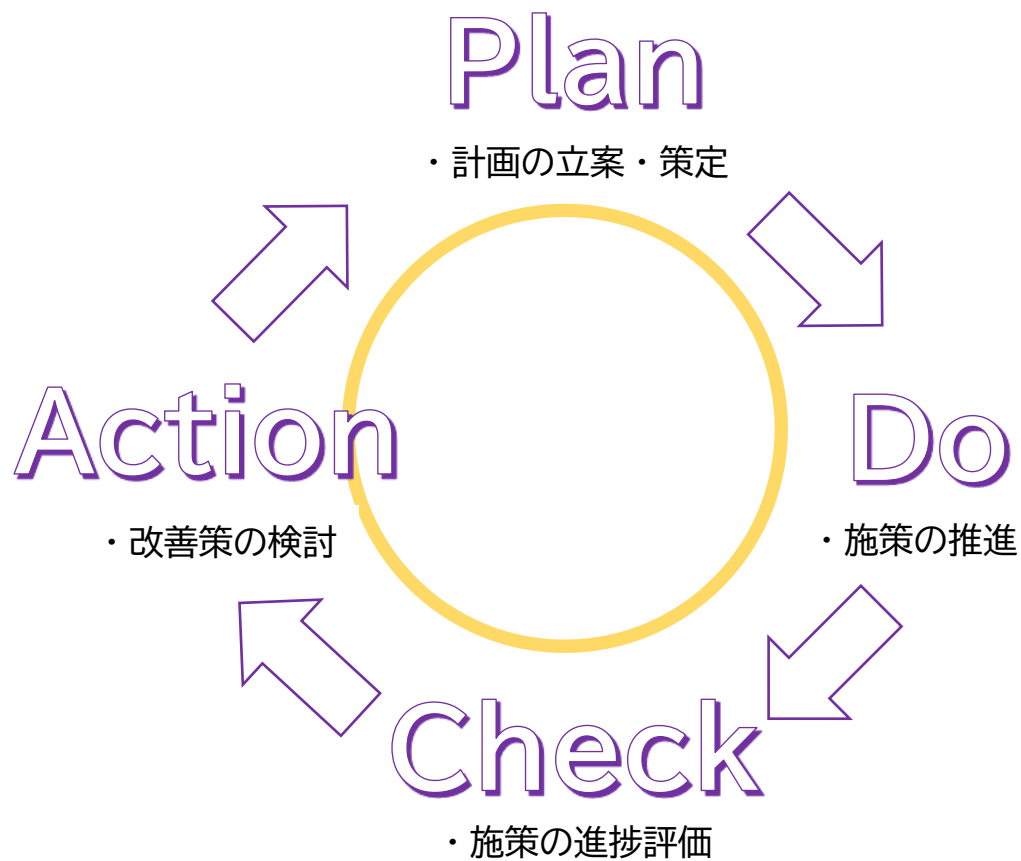 Plan
・計画の立案・策定
Do
・施策の推進
Check
・施策の進捗評価
Action
・改善策の検討